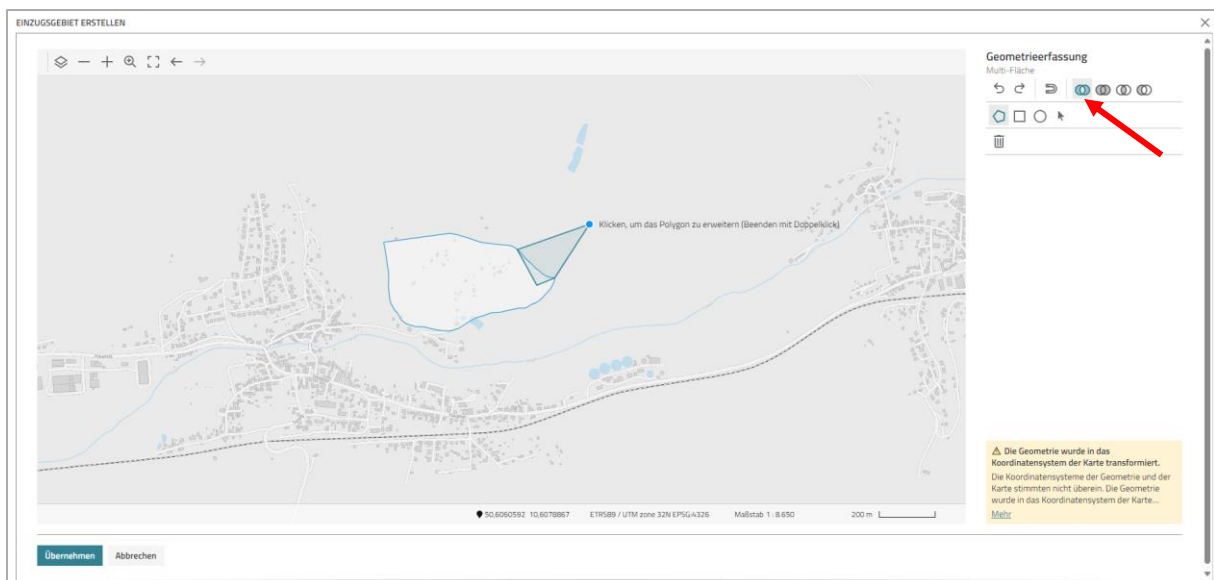 EINZUGSGEBIET ERSTELLEN
Geometrieerfassung
Multi-Fläche
Klicken, um das Polygon zu erweitern (Beenden mit Doppelklick)
Die Geometrie wurde in das
Koordinatensystem der Karte transformiert.
Die Koordinatensysteme der Geometrie und der
Karte stimmten nicht überein. Die Geometrie
wurde in das Koordinatensystem der Karte...
Mehr
50,6060592 10,6078867 ETRS89 / UTM zone 32N EPSG:4326 Maßstab 1 : 8.650 200 m
Übernehmen Abbrechen